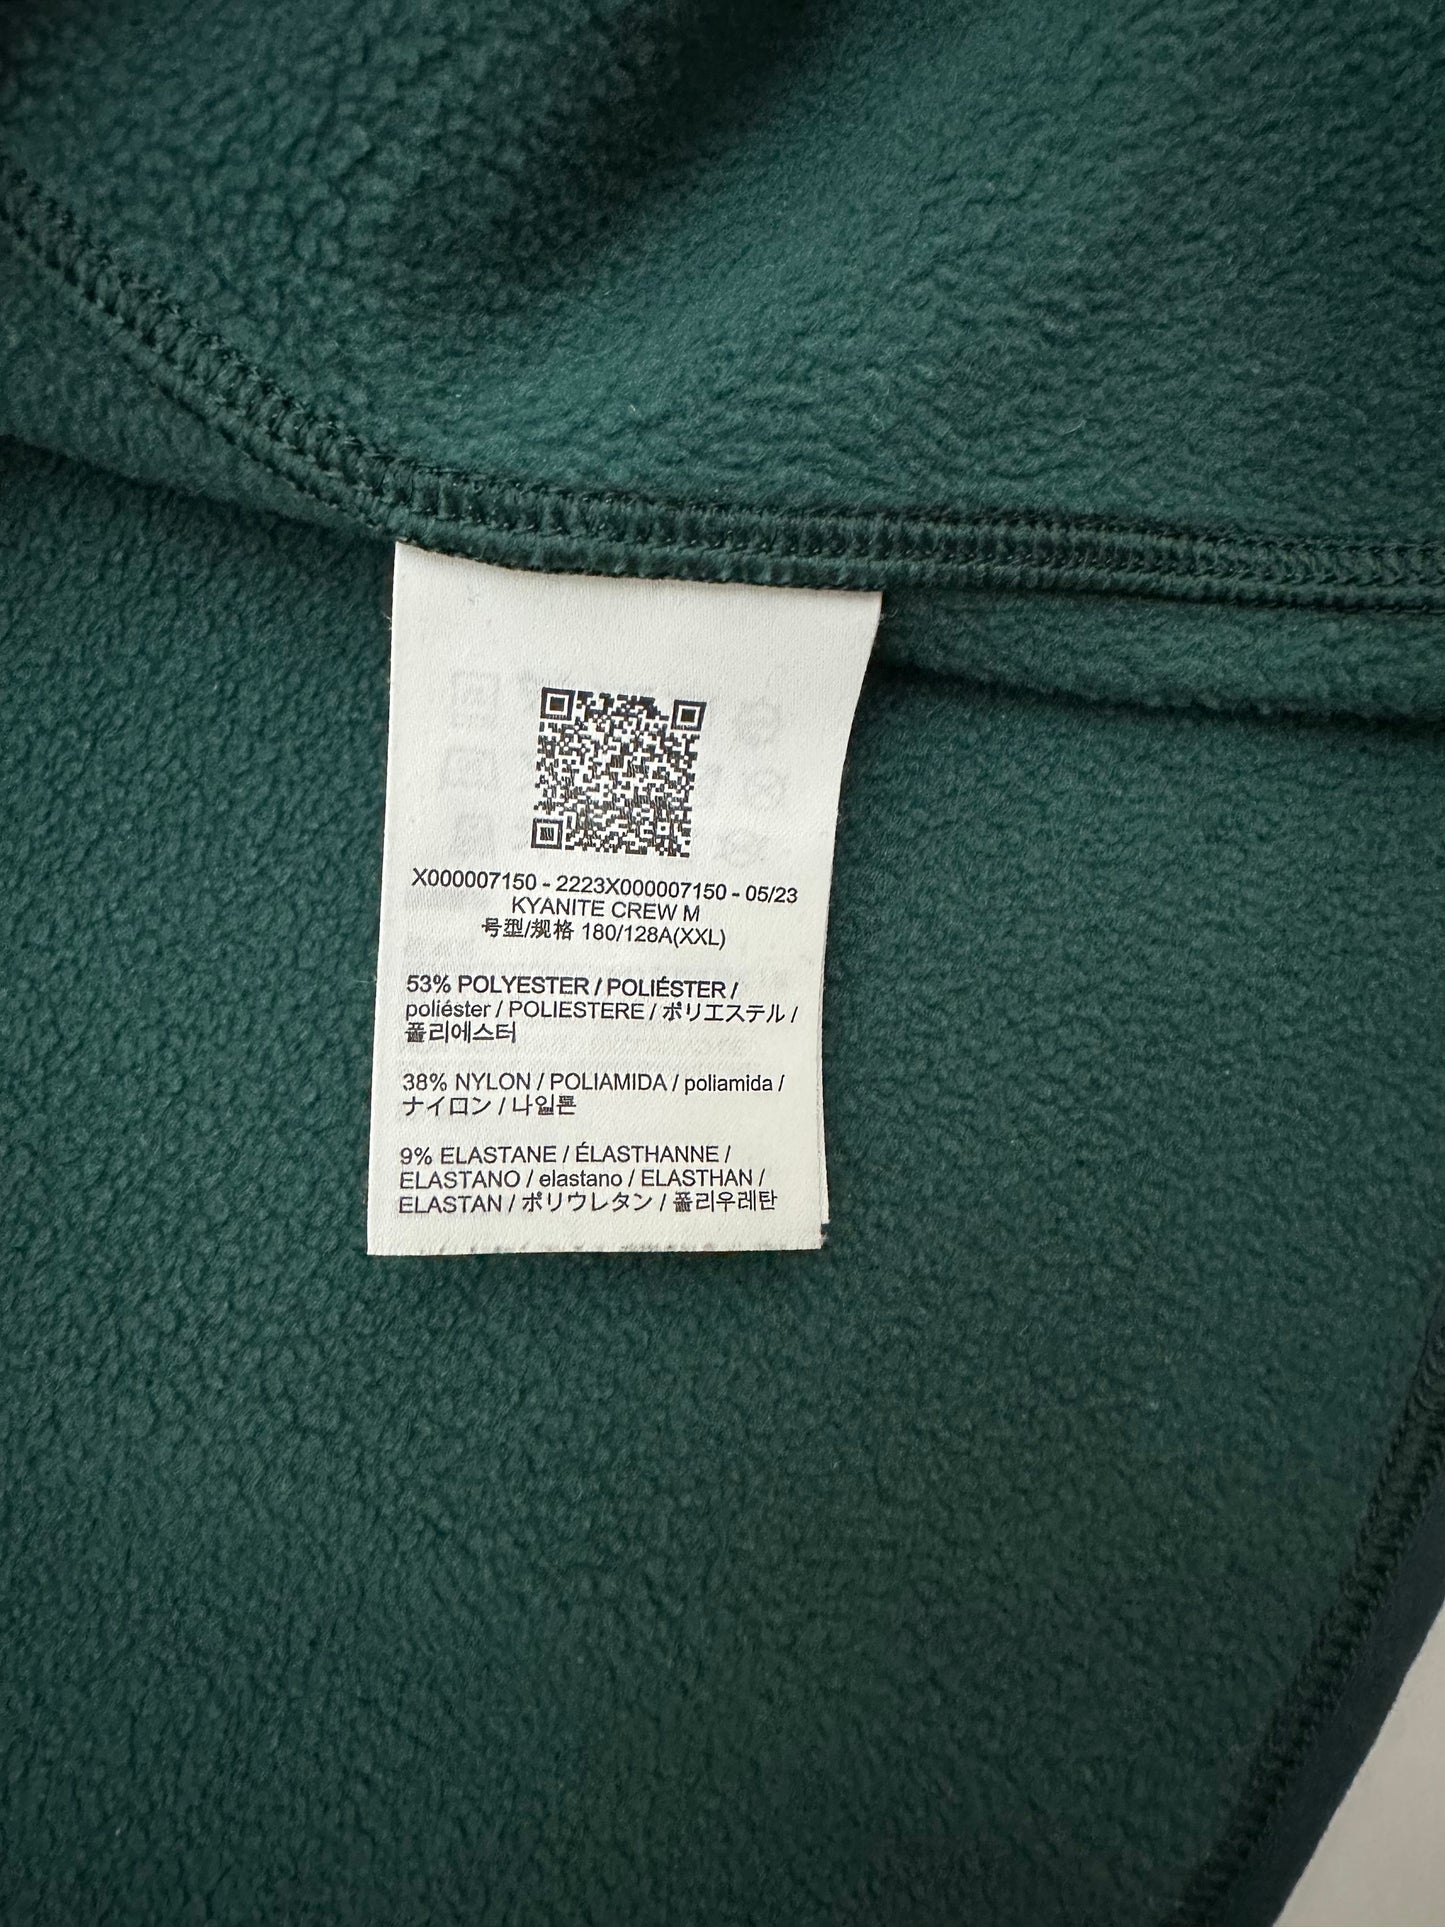 X000007150 - 2223X000007150 - 05/23
KYANITE CREW M
号型/规格 180/128A(XXL)
53% POLYESTER / POLIÉSTER /
poliéster / POLIESTERE / ポリエステル /
폴리에스터
38% NYLON / POLIAMIDA / poliamida /
ナイロン / 나일론
9% ELASTANE / ÉLASTHANNE /
ELASTANO / elastano / ELASTHAN /
ELASTAN / ポリウレタン / 폴리우레탄